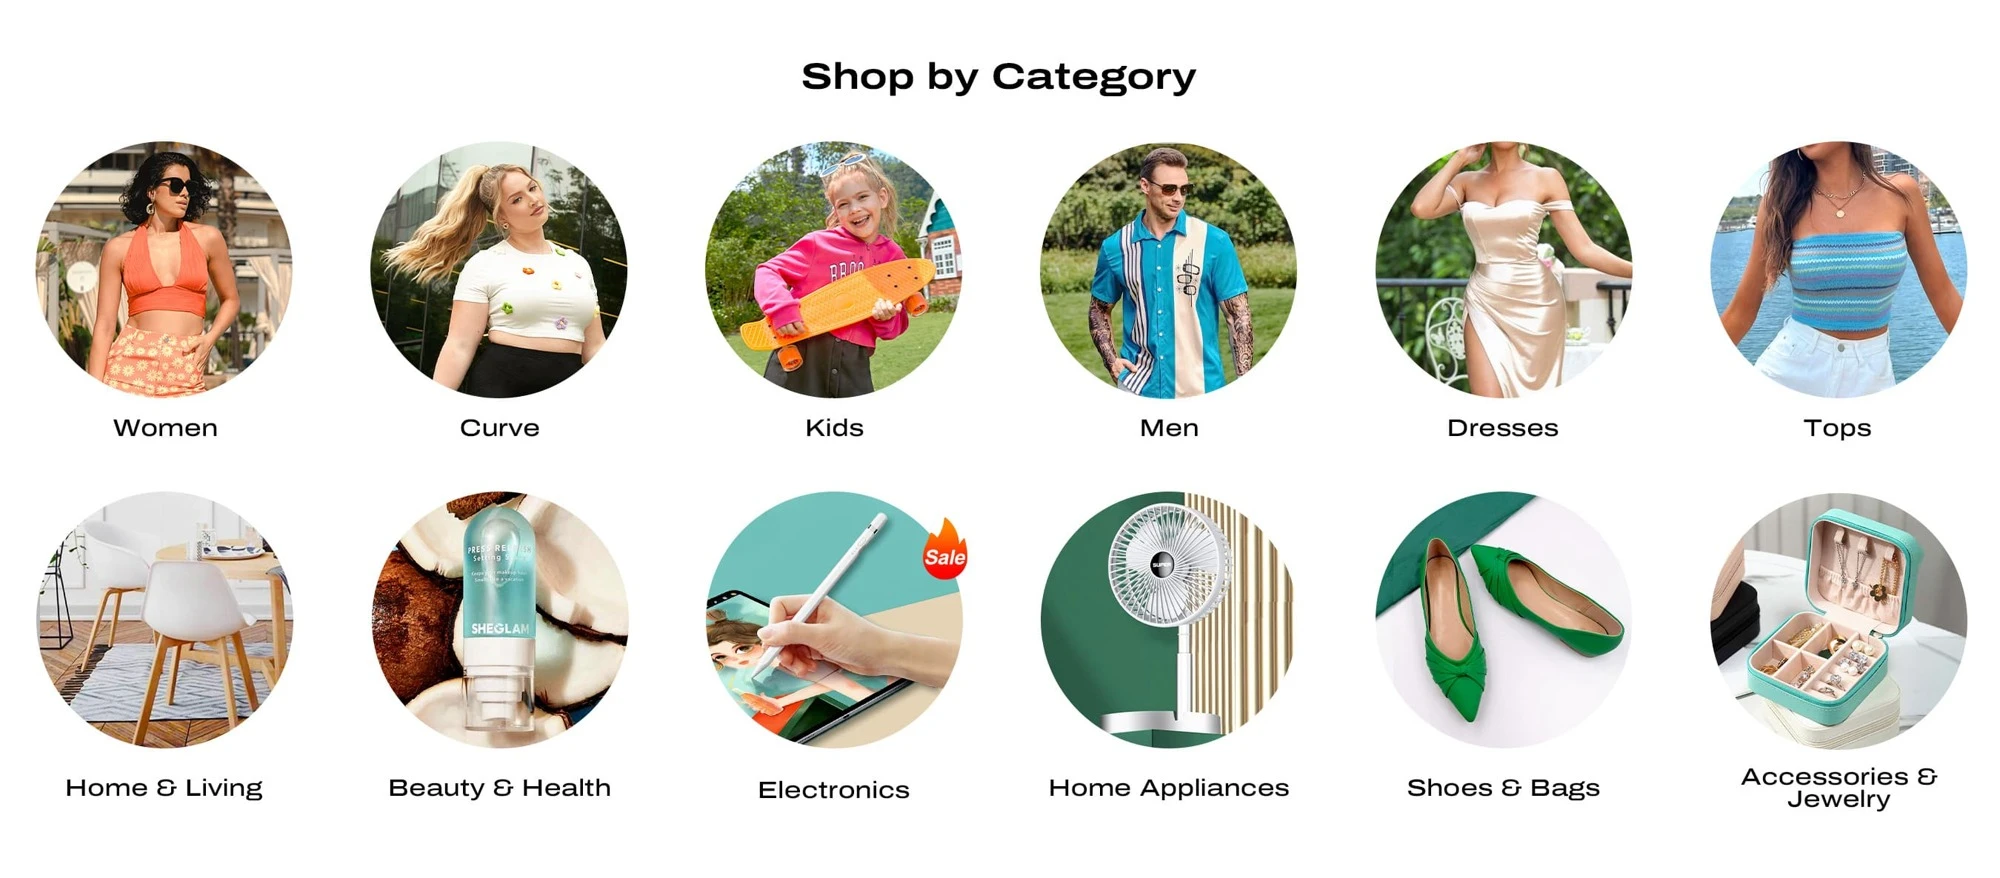 Shop by Category
Women
Curve
Kids
Men
Dresses
Tops
SHEGLAM
Sale
Home & Living
Beauty & Health
Electronics
Home Appliances
Shoes & Bags
Accessories &
Jewelry